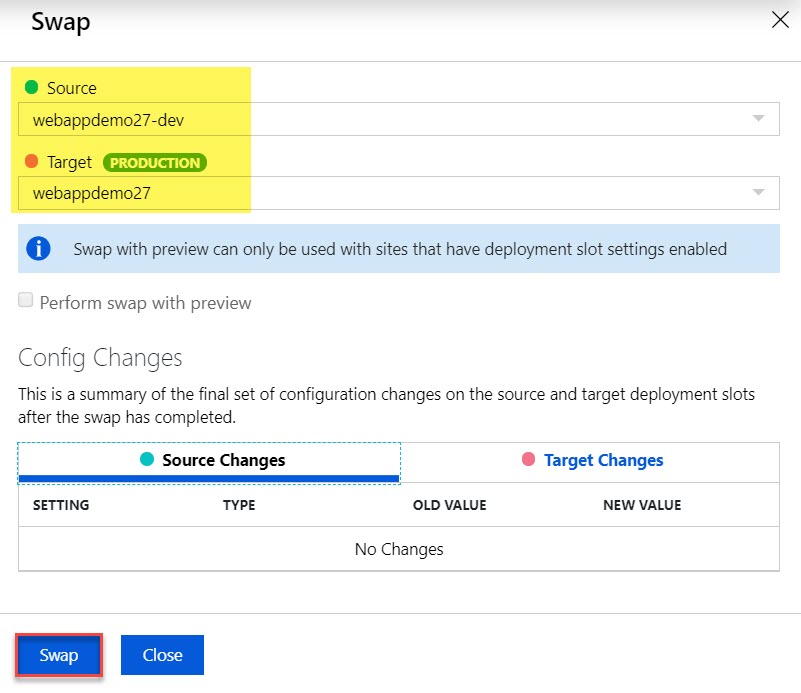 Swap
Source
webappdemo27-dev
Target PRODUCTION
webappdemo27
Swap with preview can only be used with sites that have deployment slot settings enabled
Perform swap with preview
Config Changes
This is a summary of the final set of configuration changes on the source and target deployment slots
after the swap has completed.
Source Changes Target Changes
SETTING TYPE OLD VALUE NEW VALUE
No Changes
Swap Close